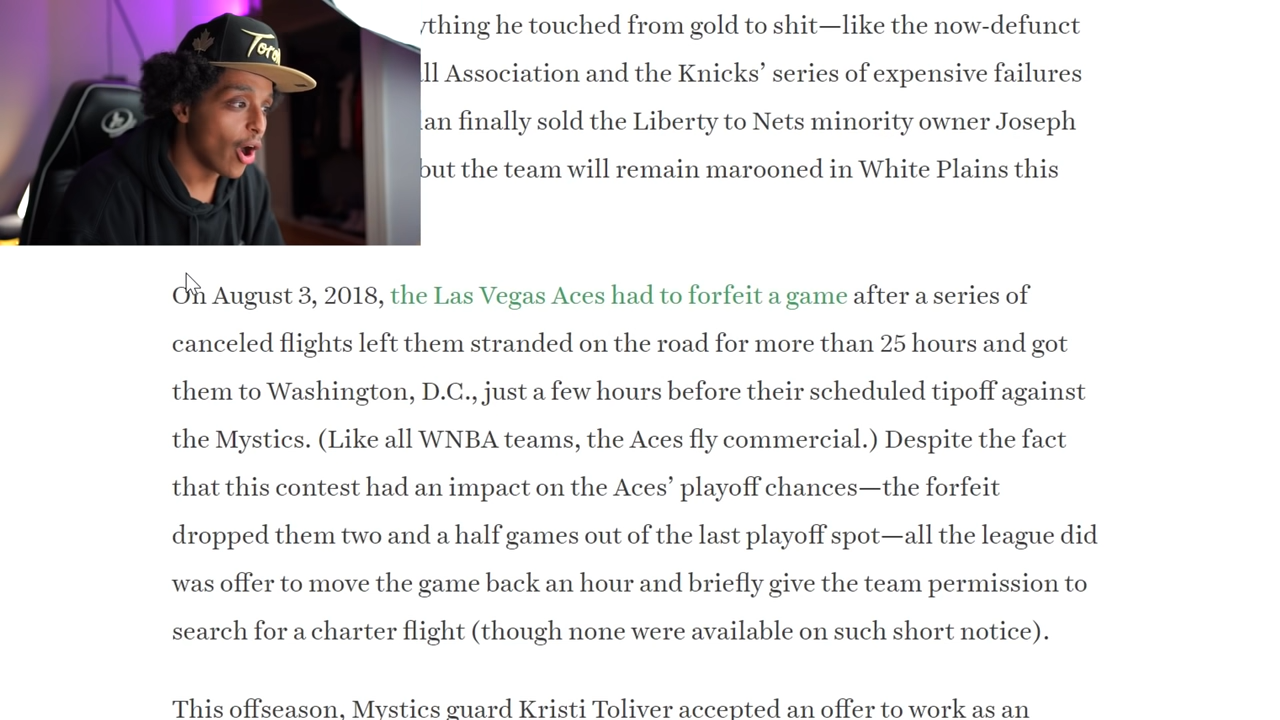 Toro
ything he touched from gold to shit—like the now-defunct
ll Association and the Knicks’ series of expensive failures
an finally sold the Liberty to Nets minority owner Joseph
but the team will remain marooned in White Plains this
On August 3, 2018, the Las Vegas Aces had to forfeit a game after a series of
canceled flights left them stranded on the road for more than 25 hours and got
them to Washington, D.C., just a few hours before their scheduled tipoff against
the Mystics. (Like all WNBA teams, the Aces fly commercial.) Despite the fact
that this contest had an impact on the Aces’ playoff chances—the forfeit
dropped them two and a half games out of the last playoff spot—all the league did
was offer to move the game back an hour and briefly give the team permission to
search for a charter flight (though none were available on such short notice).
This offseason, Mystics guard Kristi Toliver accepted an offer to work as an